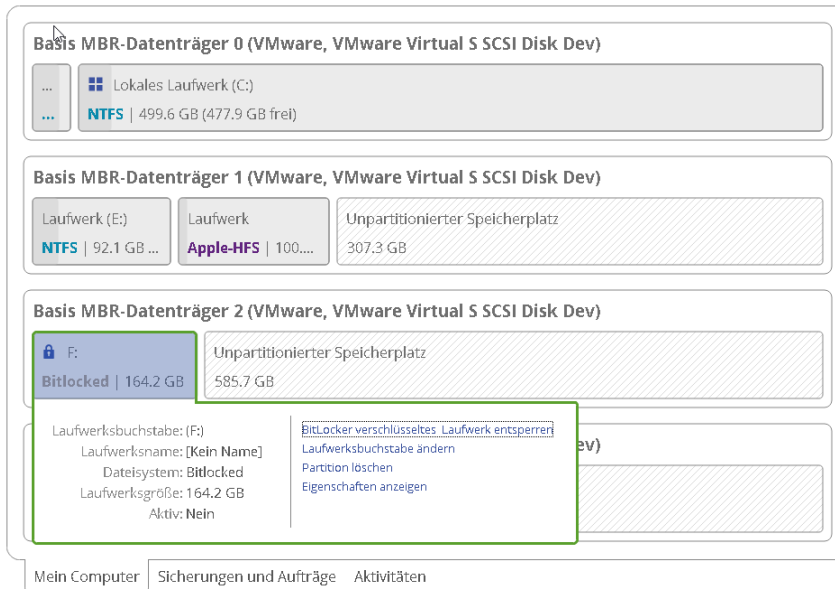 Basis MBR-Datenträger 0 (VMware, VMware Virtual S SCSI Disk Dev)
...
...
Lokales Laufwerk (C:)
NTFS | 499.6 GB (477.9 GB frei)
Basis MBR-Datenträger 1 (VMware, VMware Virtual S SCSI Disk Dev)
Laufwerk (E:)
NTFS | 92.1 GB ...
Laufwerk
Apple-HFS | 100....
Unpartitionierter Speicherplatz
307.3 GB
Basis MBR-Datenträger 2 (VMware, VMware Virtual S SCSI Disk Dev)
F:
Bitlocked | 164.2 GB
Unpartitionierter Speicherplatz
585.7 GB
Laufwerksbuchstabe: (F:)
Laufwerksname: [Kein Name]
Dateisystem: Bitlocked
Laufwerksgröße: 164.2 GB
Aktiv: Nein
BitLocker verschlüsseltes Laufwerk entsperren
Laufwerksbuchstabe ändern
Partition löschen
Eigenschaften anzeigen
ev)
Mein Computer
Sicherungen und Aufträge
Aktivitäten